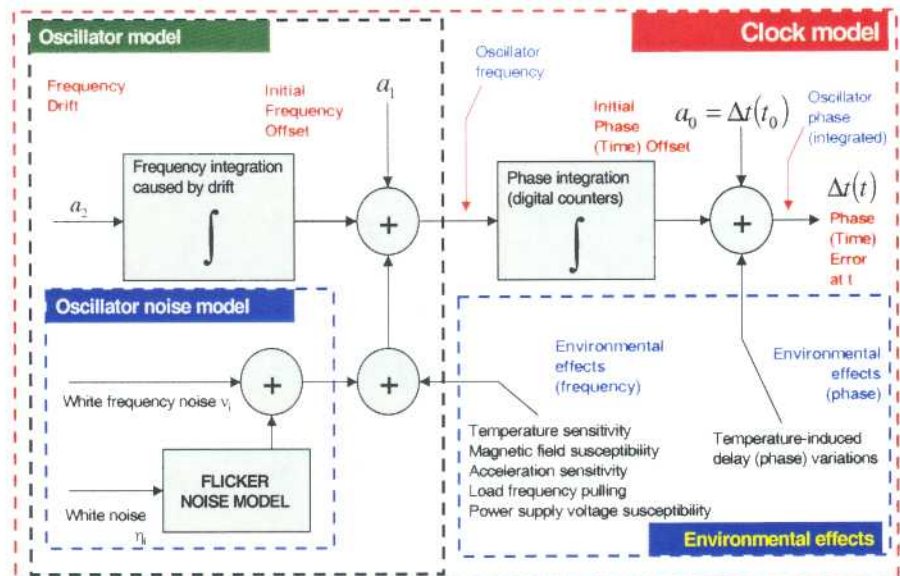 Oscillator model
Clock model
Frequency
Drift
Initial
Frequency
Offset
a₁
Oscillator
frequency
Initial
Phase
(Time) Offset
a₀ = Δt(t₀)
Oscillator
phase
(integrated)
Frequency integration
caused by drift
∫
a₂
+
Phase integration
(digital counters)
∫
+
Δt(t)
Phase
(Time)
Error
at t
Oscillator noise model
White frequency noise νᵢ
+
+
FLICKER
NOISE MODEL
White noise
ηᵢ
Environmental
effects
(frequency)
Environmental
effects
(phase)
Temperature sensitivity
Magnetic field susceptibility
Acceleration sensitivity
Load frequency pulling
Power supply voltage susceptibility
Temperature-induced
delay (phase) variations
Environmental effects